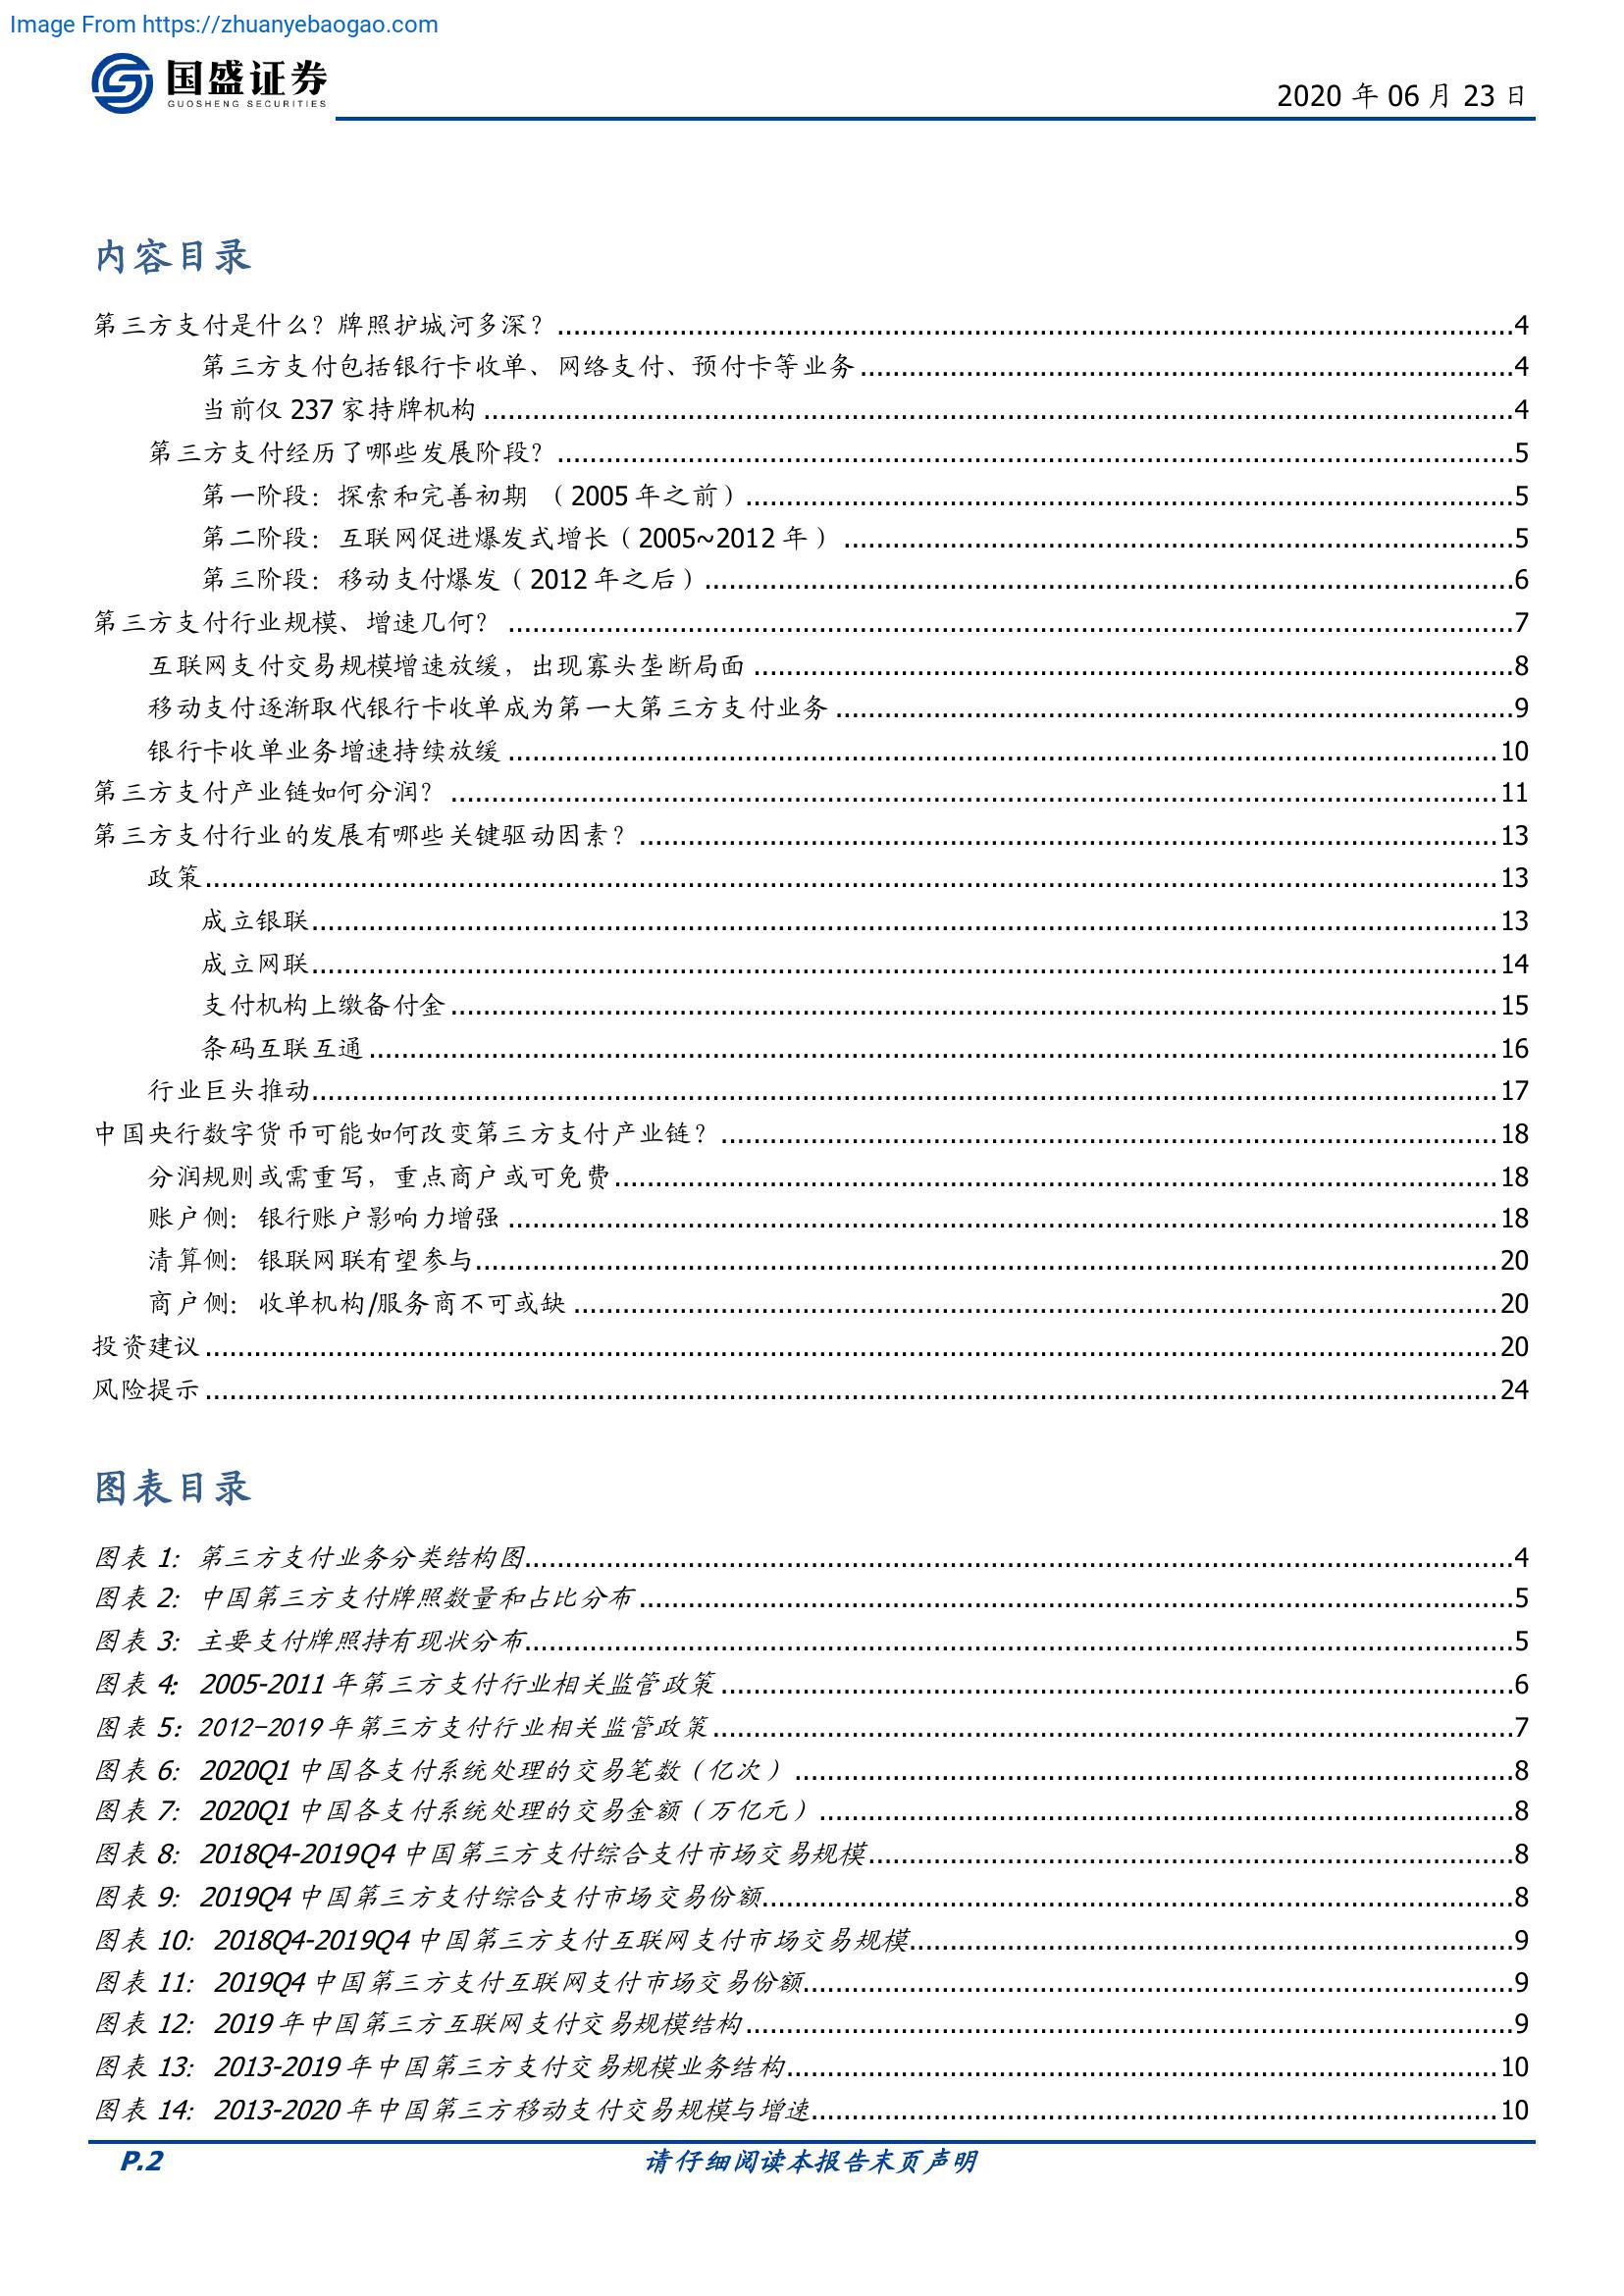 Image From https://zhuanyebaogao.com
国盛证券
GUOSHENG SECURITIES
2020 年 06 月 23 日
内容目录
第三方支付是什么？牌照护城河多深？ 4
第三方支付包括银行卡收单、网络支付、预付卡等业务 4
当前仅 237 家持牌机构 4
第三方支付经历了哪些发展阶段？ 5
第一阶段：探索和完善初期 （2005 年之前） 5
第二阶段：互联网促进爆发式增长（2005~2012 年） 5
第三阶段：移动支付爆发（2012 年之后） 6
第三方支付行业规模、增速几何？ 7
互联网支付交易规模增速放缓，出现寡头垄断局面 8
移动支付逐渐取代银行卡收单成为第一大第三方支付业务 9
银行卡收单业务增速持续放缓 10
第三方支付产业链如何分润？ 11
第三方支付行业的发展有哪些关键驱动因素？ 13
政策 13
成立银联 13
成立网联 14
支付机构上缴备付金 15
条码互联互通 16
行业巨头推动 17
中国央行数字货币可能如何改变第三方支付产业链？ 18
分润规则或需重写，重点商户或可免费 18
账户侧：银行账户影响力增强 18
清算侧：银联网联有望参与 20
商户侧：收单机构/服务商不可或缺 20
投资建议 20
风险提示 24
图表目录
图表 1：第三方支付业务分类结构图 4
图表 2：中国第三方支付牌照数量和占比分布 5
图表 3：主要支付牌照持有现状分布 5
图表 4：2005-2011 年第三方支付行业相关监管政策 6
图表 5：2012-2019 年第三方支付行业相关监管政策 7
图表 6：2020Q1 中国各支付系统处理的交易笔数（亿次） 8
图表 7：2020Q1 中国各支付系统处理的交易金额（万亿元） 8
图表 8：2018Q4-2019Q4 中国第三方支付综合支付市场交易规模 8
图表 9：2019Q4 中国第三方支付综合支付市场交易份额 8
图表 10：2018Q4-2019Q4 中国第三方支付互联网支付市场交易规模 9
图表 11：2019Q4 中国第三方支付互联网支付市场交易份额 9
图表 12：2019 年中国第三方互联网支付交易规模结构 9
图表 13：2013-2019 年中国第三方支付交易规模业务结构 10
图表 14：2013-2020 年中国第三方移动支付交易规模与增速 10
P.2
请仔细阅读本报告末页声明